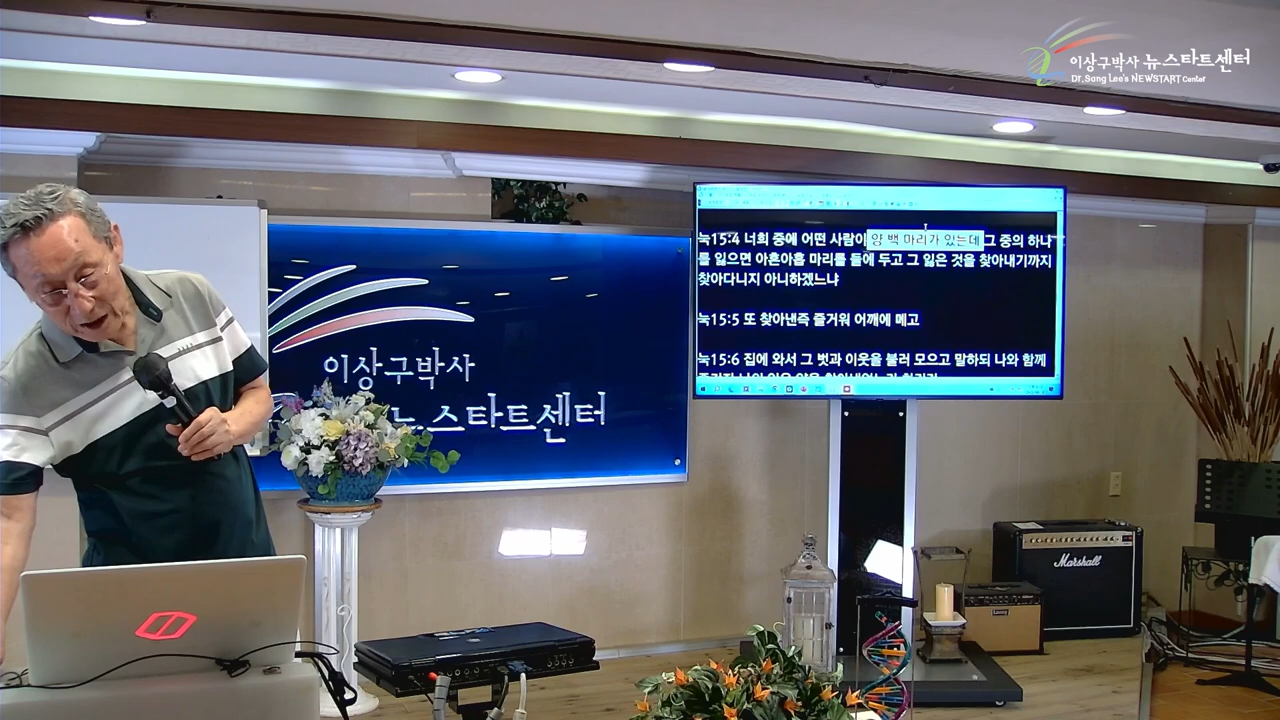 이상구박사 뉴스타트센터
Dr. Sang Lee's NEWSTART Center
눅15:4 너희 중에 어떤 사람이 양 백 마리가 있는데 그 중의 하나
를 잃으면 아흔아홉 마리를 들에 두고 그 잃은 것을 찾아내기까지
찾아다니지 아니하겠느냐
눅15:5 또 찾아낸즉 즐거워 어깨에 메고
눅15:6 집에 와서 그 벗과 이웃을 불러 모으고 말하되 나와 함께
이상구박사
뉴스타트센터
Marshall
Laney